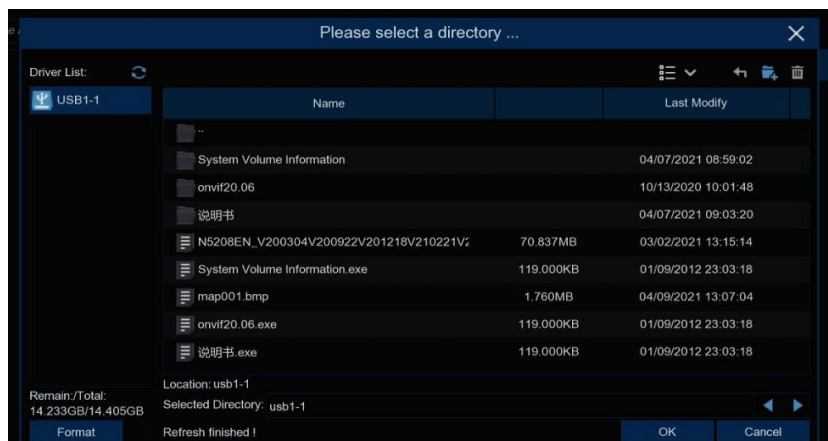 Please select a directory ...
Driver List:
USB1-1
Name
Last Modify
..
System Volume Information 04/07/2021 08:59:02
onvif20.06 10/13/2020 10:01:48
说明书 04/07/2021 09:03:20
N5208EN_V200304V200922V201218V210221V2 70.837MB 03/02/2021 13:15:14
System Volume Information.exe 119.000KB 01/09/2012 23:03:18
map001.bmp 1.760MB 04/09/2021 13:07:04
onvif20.06.exe 119.000KB 01/09/2012 23:03:18
说明书.exe 119.000KB 01/09/2012 23:03:18
Location: usb1-1
Remain:/Total:
14.233GB/14.405GB
Selected Directory: usb1-1
Format
Refresh finished !
OK
Cancel